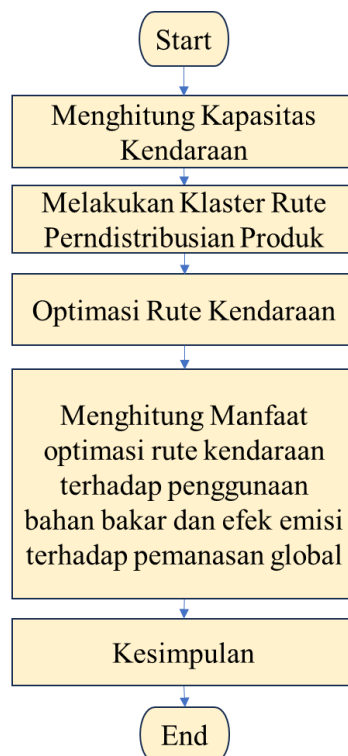 Start
Menghitung Kapasitas
Kendaraan
Melakukan Klaster Rute
Perndistribusian Produk
Optimasi Rute Kendaraan
Menghitung Manfaat
optimasi rute kendaraan
terhadap penggunaan
bahan bakar dan efek emisi
terhadap pemanasan global
Kesimpulan
End